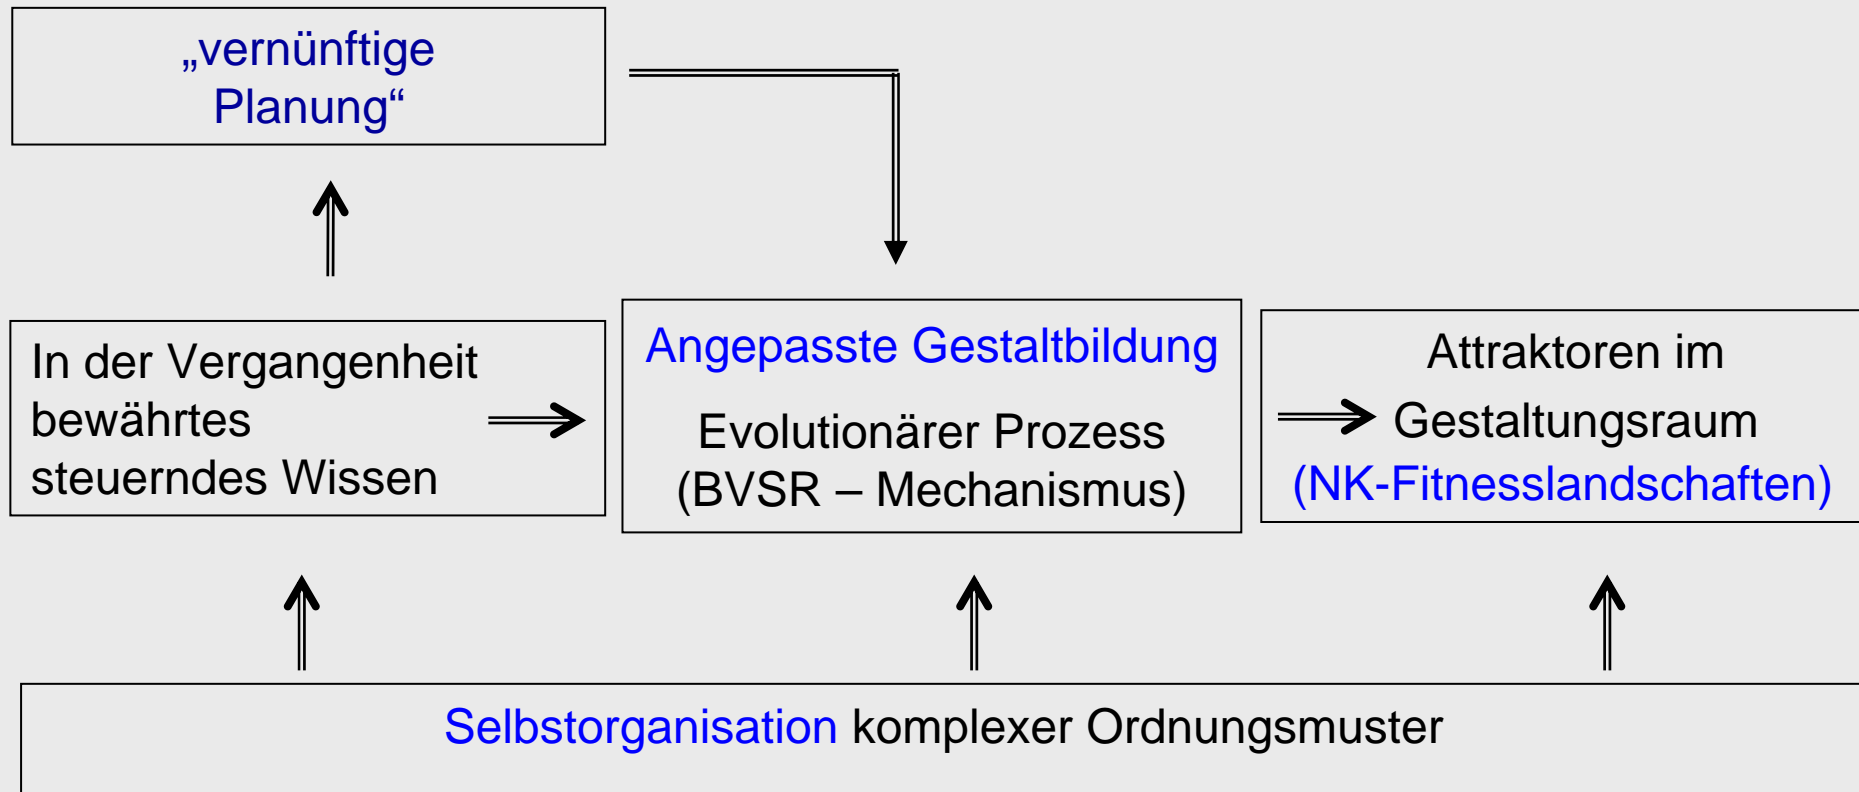 „vernünftige
Planung“
In der Vergangenheit
bewährtes
steuerndes Wissen
Angepasste Gestaltbildung
Evolutionärer Prozess
(BVSR – Mechanismus)
Attraktoren im
Gestaltungsraum
(NK-Fitnesslandschaften)
Selbstorganisation komplexer Ordnungsmuster